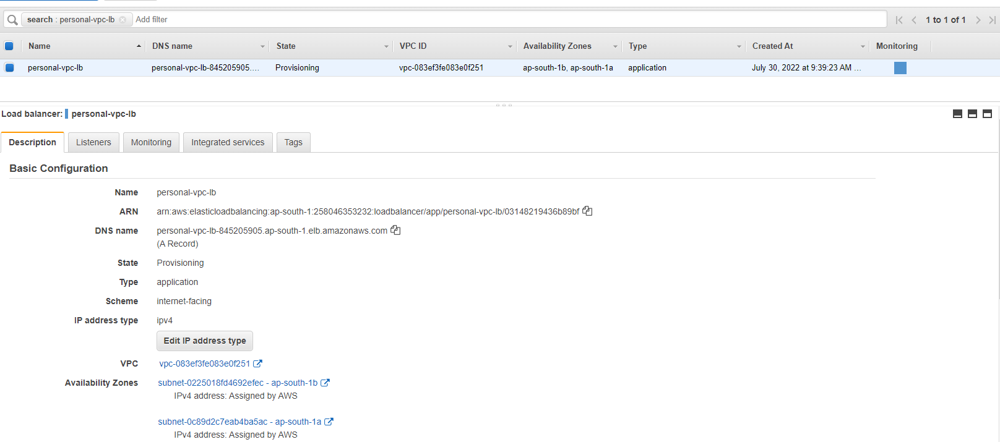 search : personal-vpc-lb Add filter 1 to 1 of 1
Name DNS name State VPC ID Availability Zones Type Created At Monitoring
personal-vpc-lb personal-vpc-lb-845205905.... Provisioning vpc-083ef3fe083e0f251 ap-south-1b, ap-south-1a application July 30, 2022 at 9:39:23 AM ...
Load balancer: personal-vpc-lb
Description Listeners Monitoring Integrated services Tags
Basic Configuration
Name personal-vpc-lb
ARN arn:aws:elasticloadbalancing:ap-south-1:258046353232:loadbalancer/app/personal-vpc-lb/03148219436b89bf
DNS name personal-vpc-lb-845205905.ap-south-1.elb.amazonaws.com
(A Record)
State Provisioning
Type application
Scheme internet-facing
IP address type ipv4
Edit IP address type
VPC vpc-083ef3fe083e0f251
Availability Zones subnet-0225018fd4692efec - ap-south-1b
IPv4 address: Assigned by AWS
subnet-0c89d2c7eab4ba5ac - ap-south-1a
IPv4 address: Assigned by AWS